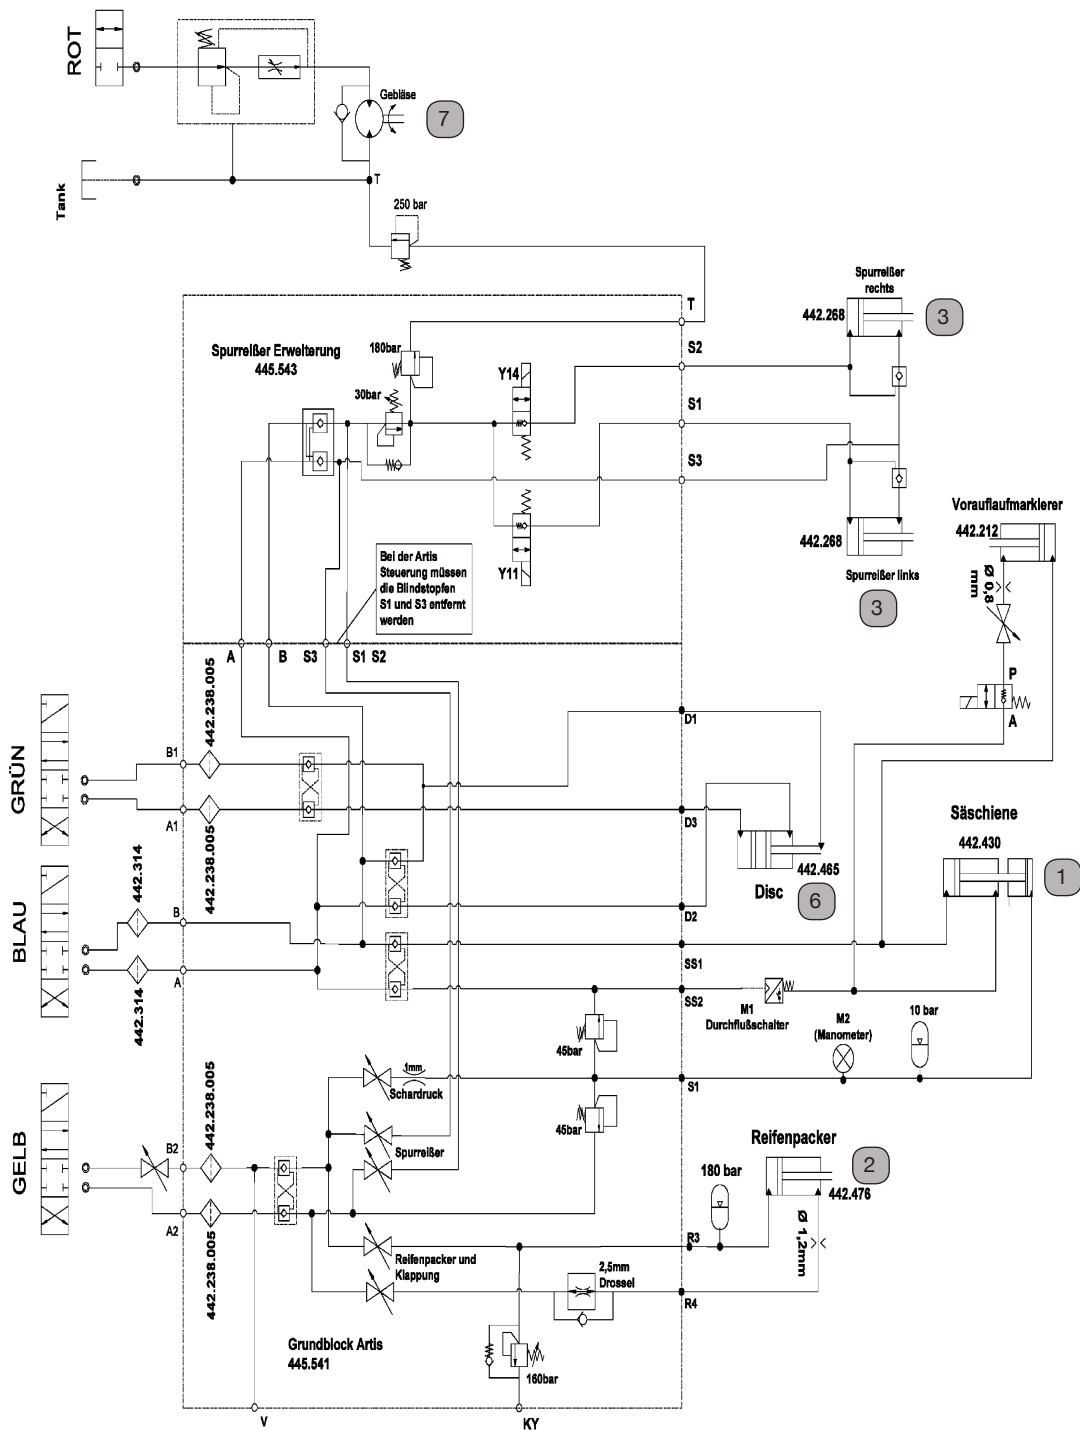 ROT
Gebläse
7
Tank
T
250 bar
Spurreißer
rechts
442.268
3
T
Spurreißer Erweiterung
445.543
180bar
S2
30bar
Y14
S1
S3
Vorauflaufmarkierer
442.212
Ø 0,8
mm
442.268
Y11
Spurreißer links
3
Bei der Artis
Steuerung müssen
die Blindstopfen
S1 und S3 entfernt
werden
A
B
S3
S1
S2
P
A
GRÜN
B1
442.238.005
D1
A1
442.238.005
D3
Säschiene
442.430
1
442.465
Disc
6
BLAU
442.314
B
D2
A
442.314
SS1
SS2
M1
Durchflußschalter
M2
(Manometer)
10 bar
45bar
1mm
Schardruck
S1
45bar
GELB
442.238.005
B2
Spurreißer
Reifenpacker
2
180 bar
442.476
A2
442.238.005
R3
Ø 1,2mm
Reifenpacker und
Klappung
2,5mm
Drossel
R4
Grundblock Artis
445.541
160bar
V
KY